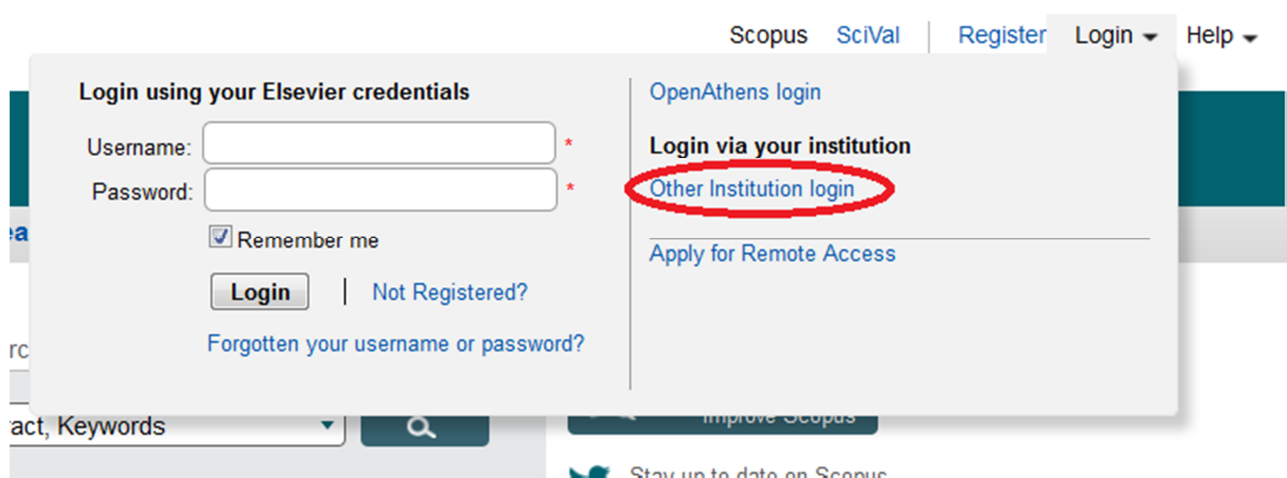 Scopus SciVal Register Login Help
Login using your Elsevier credentials
Username: *
Password: *
Remember me
Login | Not Registered?
Forgotten your username or password?
OpenAthens login
Login via your institution
Other Institution login
Apply for Remote Access
ea
rc
act, Keywords
Improve Scopus
Stay up to date on Scopus